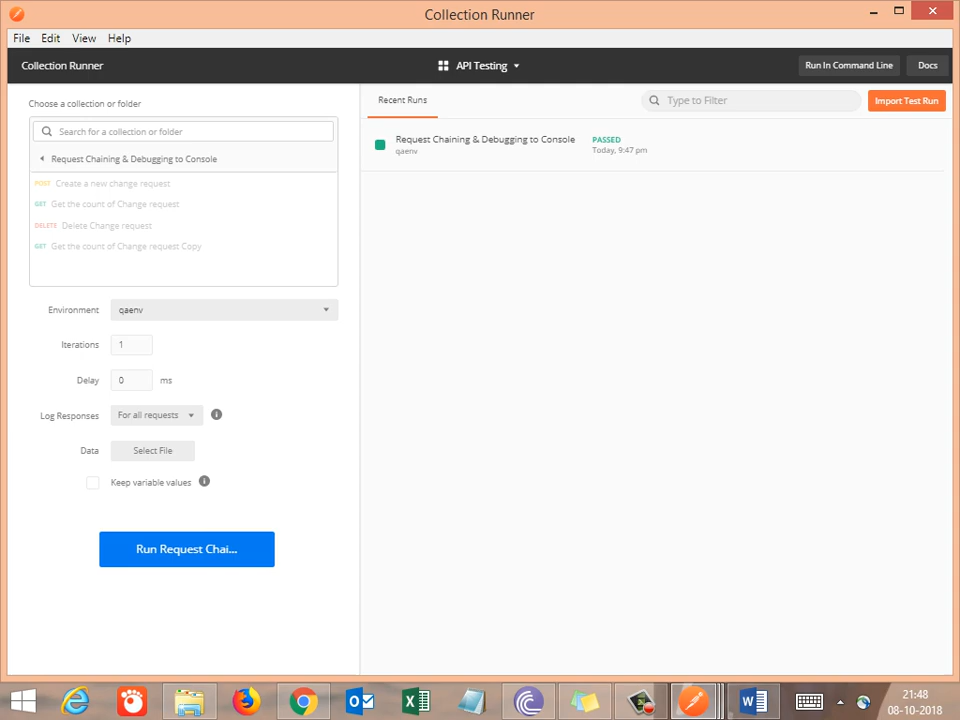 Collection Runner
File Edit View Help
Collection Runner
API Testing
Run In Command Line
Docs
Choose a collection or folder
Search for a collection or folder
Request Chaining & Debugging to Console
POST Create a new change request
GET Get the count of Change request
DELETE Delete Change request
GET Get the count of Change request Copy
Environment qaenv
Iterations 1
Delay 0 ms
Log Responses For all requests
Data Select File
Keep variable values
Run Request Chai...
Recent Runs
Type to Filter
Import Test Run
Request Chaining & Debugging to Console
qaenv
PASSED
Today, 9:47 pm
21:48
08-10-2018